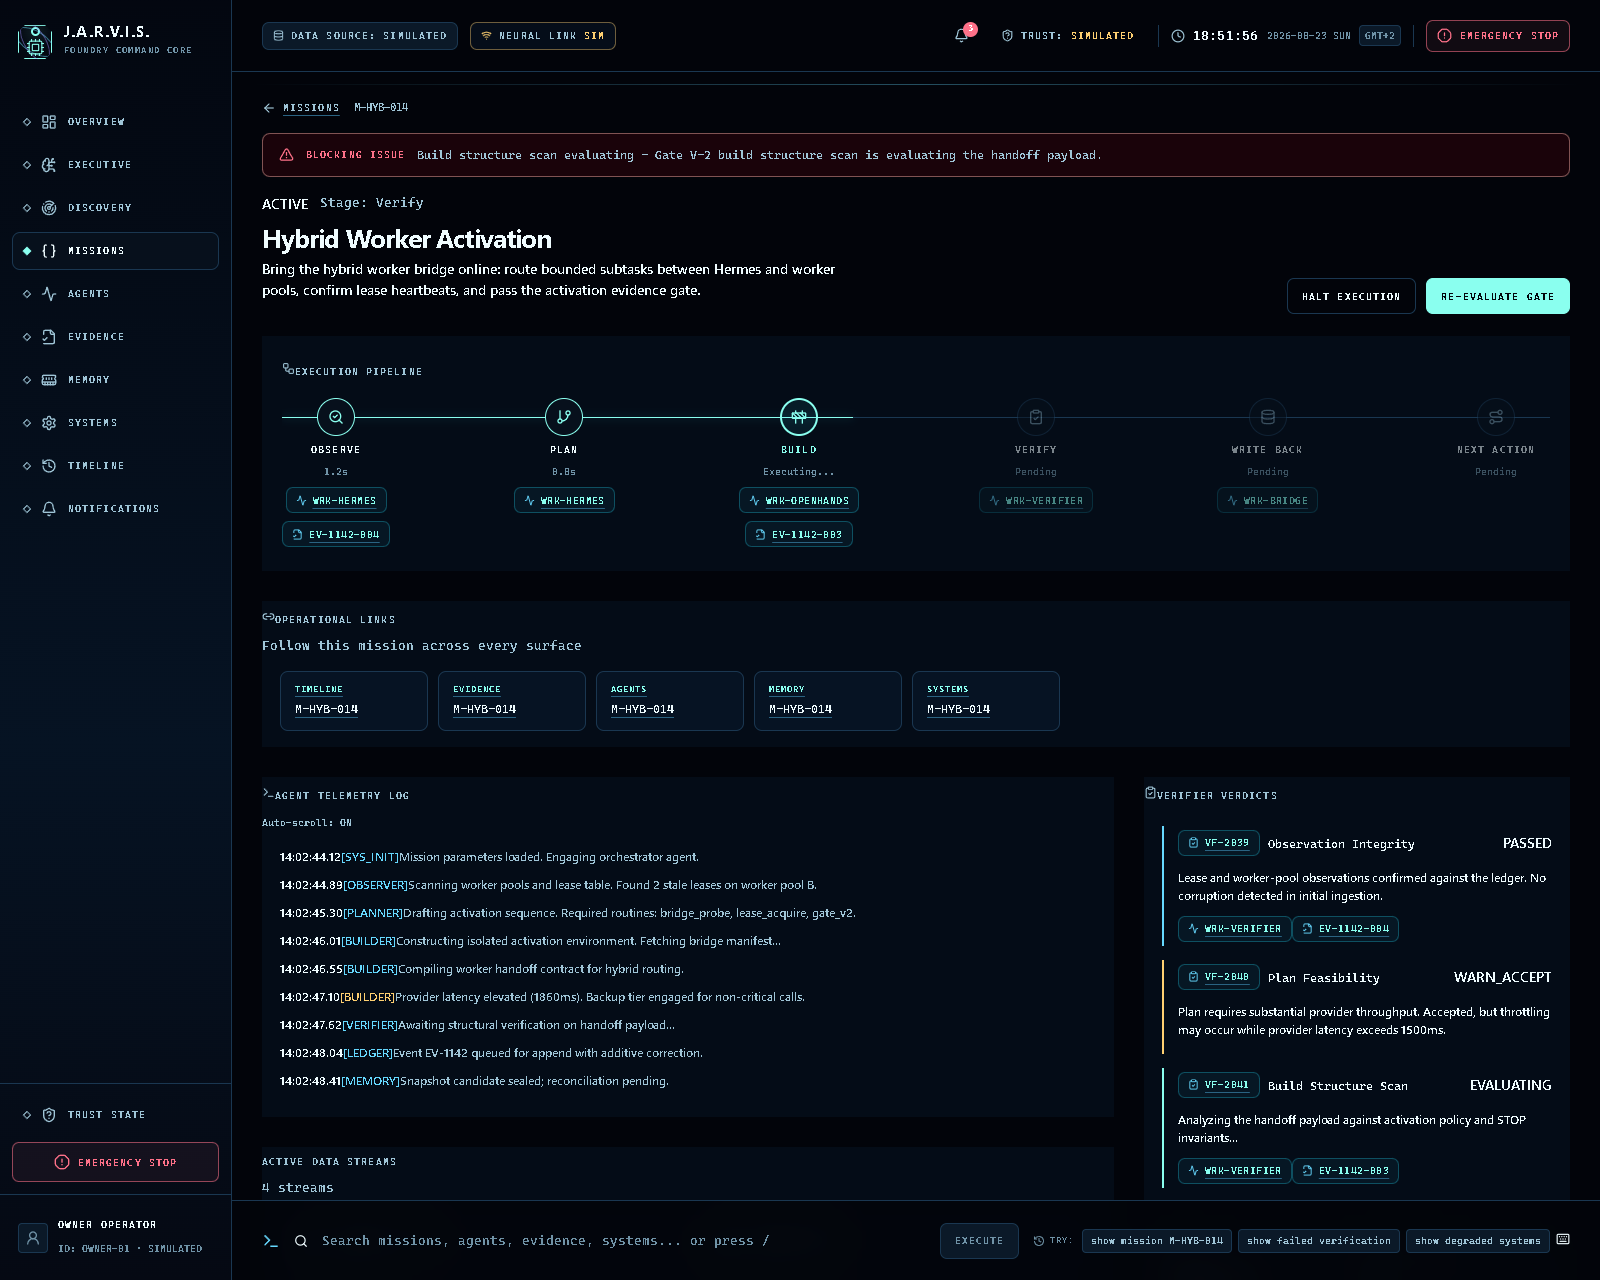 J.A.R.V.I.S.
FOUNDRY COMMAND CORE
OVERVIEW
EXECUTIVE
DISCOVERY
MISSIONS
AGENTS
EVIDENCE
MEMORY
SYSTEMS
TIMELINE
NOTIFICATIONS
TRUST STATE
EMERGENCY STOP
OWNER OPERATOR
ID: OWNER-01 • SIMULATED
DATA SOURCE: SIMULATED
NEURAL LINK SIM
3
TRUST: SIMULATED
18:51:56 2026-08-23 SUN GMT+2
EMERGENCY STOP
MISSIONS M-HYB-014
BLOCKING ISSUE Build structure scan evaluating — Gate V-2 build structure scan is evaluating the handoff payload.
ACTIVE Stage: Verify
Hybrid Worker Activation
Bring the hybrid worker bridge online: route bounded subtasks between Hermes and worker
pools, confirm lease heartbeats, and pass the activation evidence gate.
HALT EXECUTION
RE-EVALUATE GATE
EXECUTION PIPELINE
OBSERVE
1.2s
WRK-HERMES
EV-1142-004
PLAN
0.8s
WRK-HERMES
BUILD
Executing...
WRK-OPENHANDS
EV-1142-003
VERIFY
Pending
WRK-VERIFIER
WRITE BACK
Pending
WRK-BRIDGE
NEXT ACTION
Pending
OPERATIONAL LINKS
Follow this mission across every surface
TIMELINE
M-HYB-014
EVIDENCE
M-HYB-014
AGENTS
M-HYB-014
MEMORY
M-HYB-014
SYSTEMS
M-HYB-014
AGENT TELEMETRY LOG
Auto-scroll: ON
14:02:44.12[SYS_INIT]Mission parameters loaded. Engaging orchestrator agent.
14:02:44.89[OBSERVER]Scanning worker pools and lease table. Found 2 stale leases on worker pool B.
14:02:45.30[PLANNER]Drafting activation sequence. Required routines: bridge_probe, lease_acquire, gate_v2.
14:02:46.01[BUILDER]Constructing isolated activation environment. Fetching bridge manifest...
14:02:46.55[BUILDER]Compiling worker handoff contract for hybrid routing.
14:02:47.10[BUILDER]Provider latency elevated (1860ms). Backup tier engaged for non-critical calls.
14:02:47.62[VERIFIER]Awaiting structural verification on handoff payload...
14:02:48.04[LEDGER]Event EV-1142 queued for append with additive correction.
14:02:48.41[MEMORY]Snapshot candidate sealed; reconciliation pending.
ACTIVE DATA STREAMS
4 streams
VERIFIER VERDICTS
VF-2039 Observation Integrity PASSED
Lease and worker-pool observations confirmed against the ledger. No
corruption detected in initial ingestion.
WRK-VERIFIER EV-1142-004
VF-2040 Plan Feasibility WARN_ACCEPT
Plan requires substantial provider throughput. Accepted, but throttling
may occur while provider latency exceeds 1500ms.
VF-2041 Build Structure Scan EVALUATING
Analyzing the handoff payload against activation policy and STOP
invariants...
WRK-VERIFIER EV-1142-003
Search missions, agents, evidence, systems... or press /
EXECUTE
TRY: show mission M-HYB-014 show failed verification show degraded systems